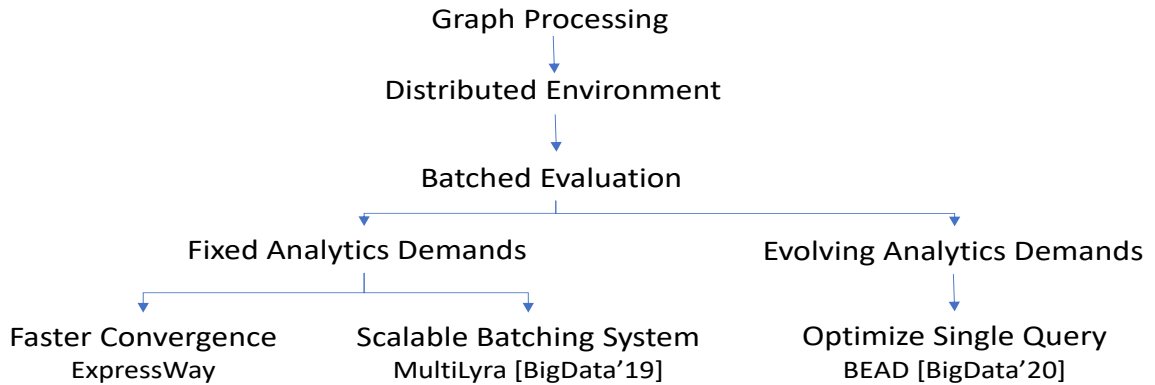 Graph Processing
Distributed Environment
Batched Evaluation
Fixed Analytics Demands
Evolving Analytics Demands
Faster Convergence
ExpressWay
Scalable Batching System
MultiLyra [BigData’19]
Optimize Single Query
BEAD [BigData’20]